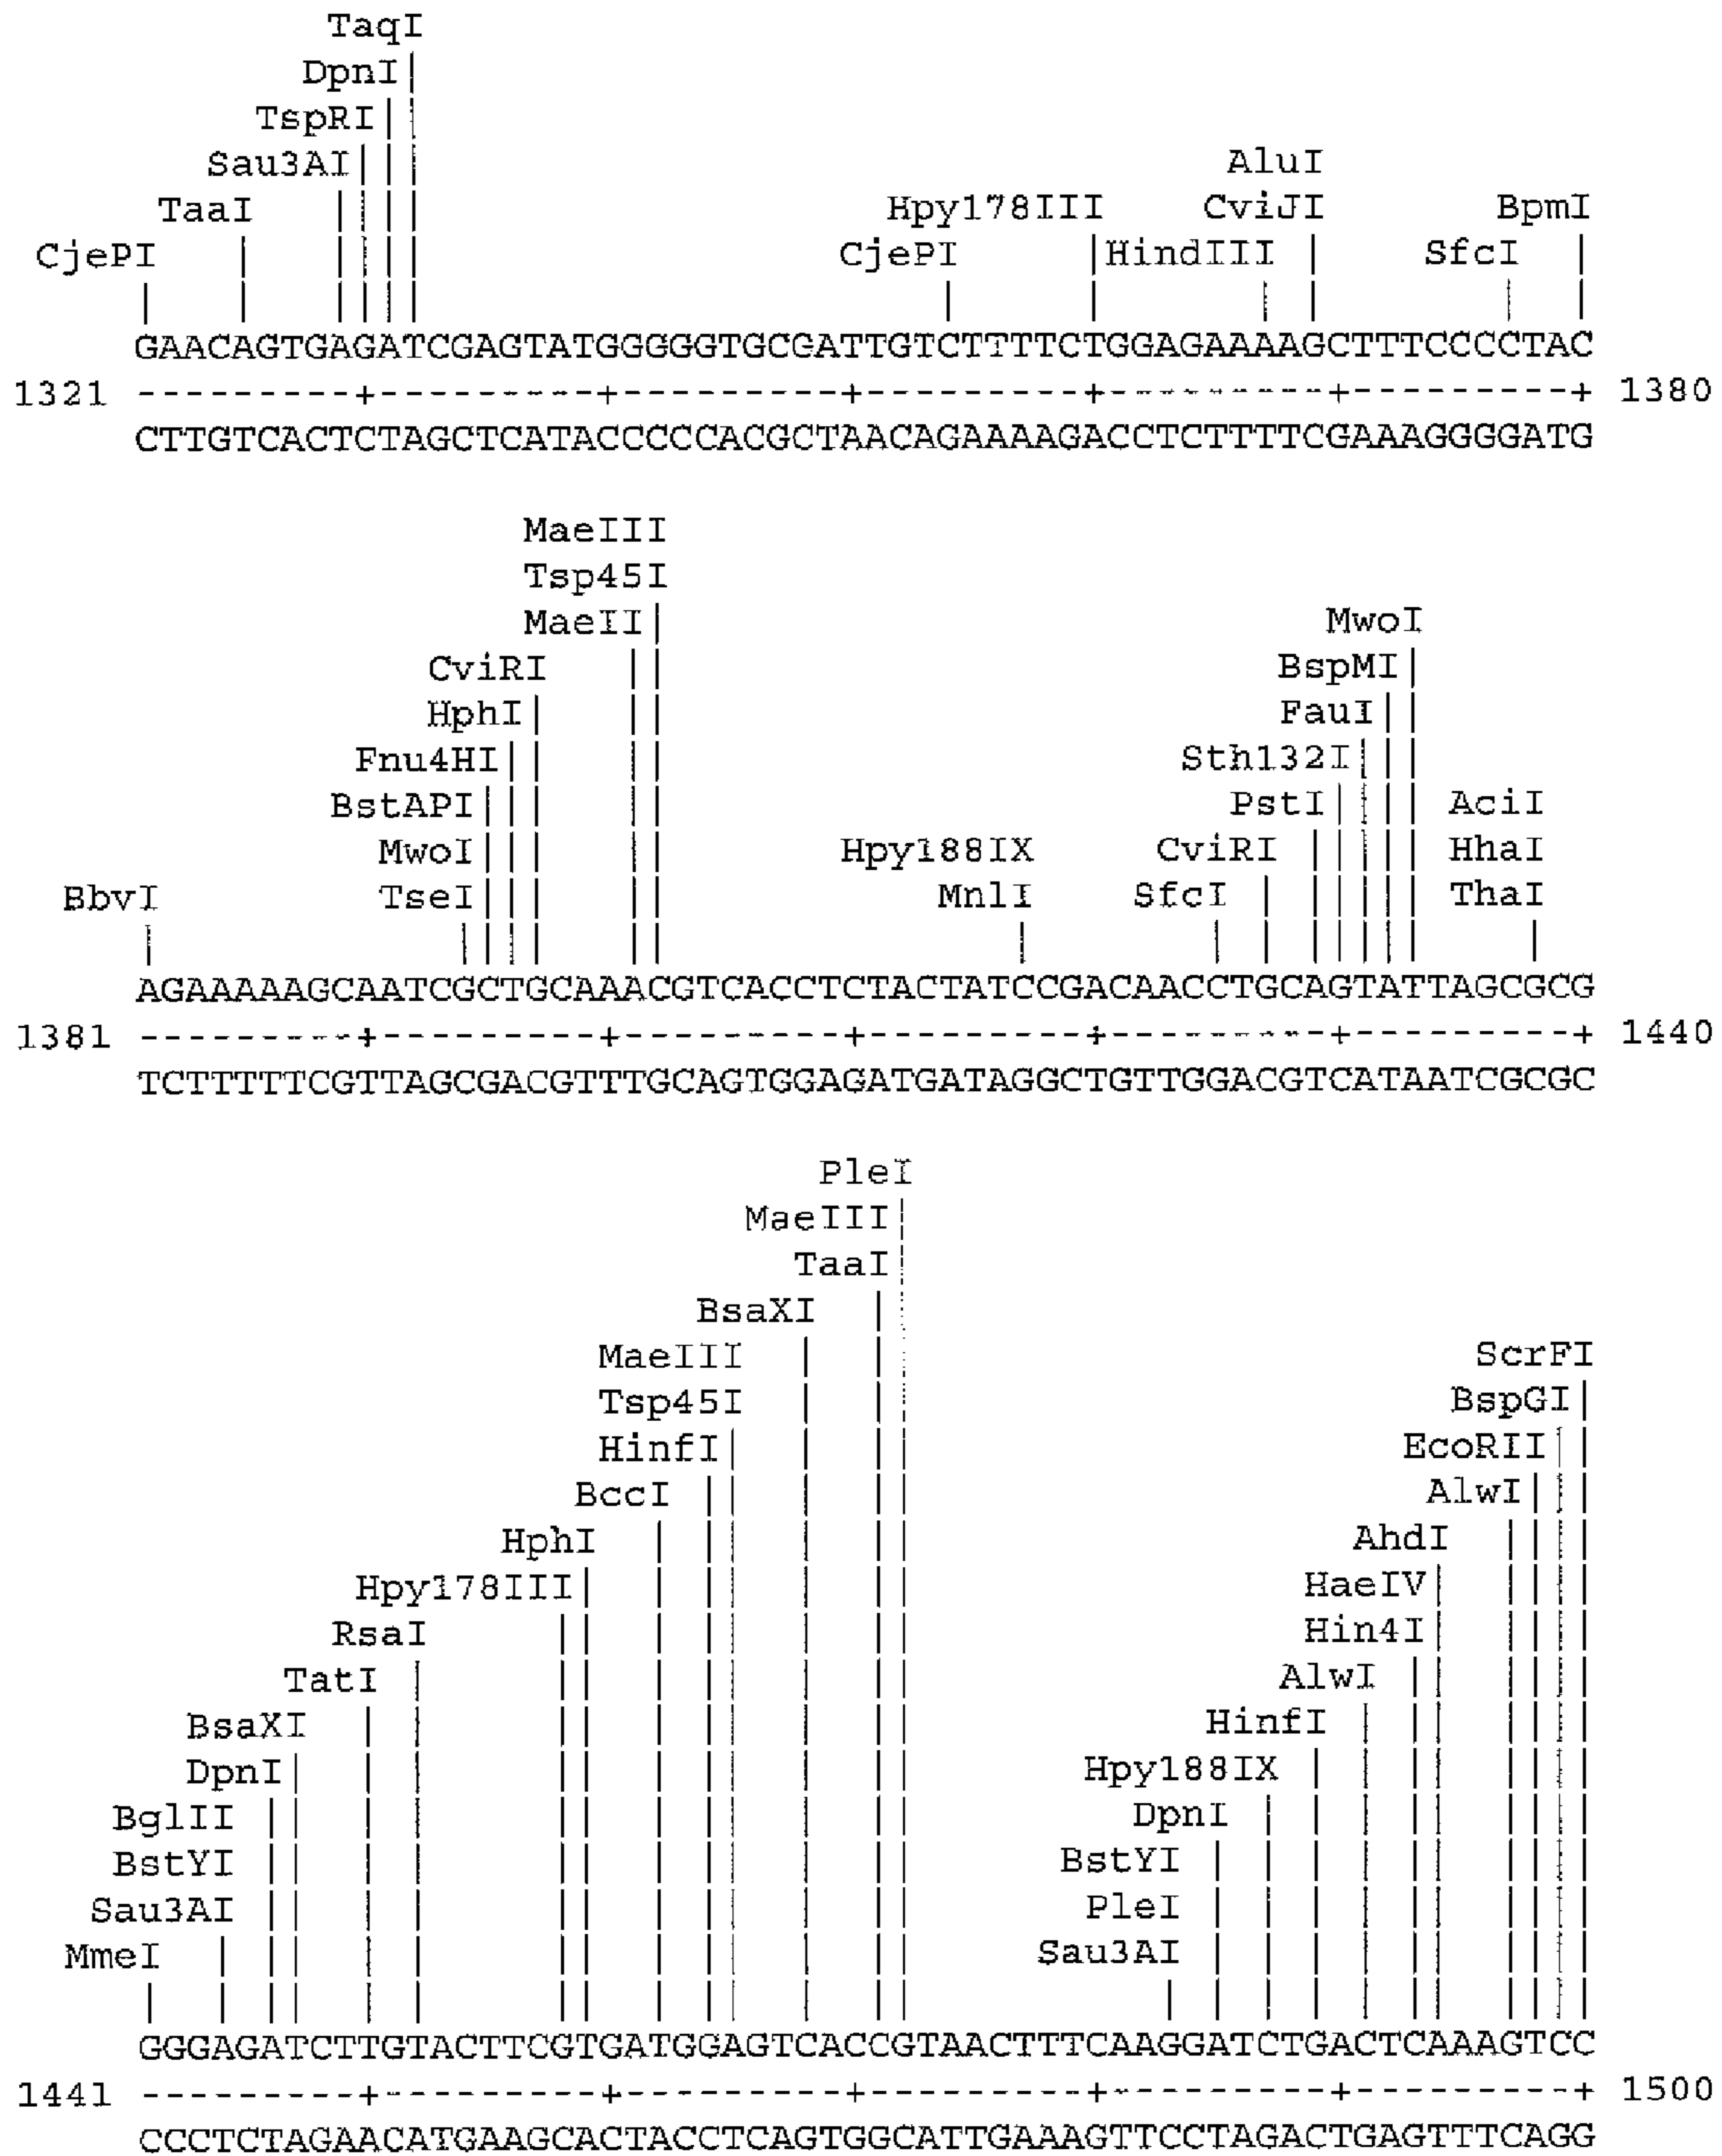 TaqI
DpnI
TspRI
Sau3AI AluI
TaaI Hpy178III CviJI BpmI
CjePI CjePI HindIII SfcI
GAACAGTGAGATCGAGTATGGGGGTGCGATTGTCTTTTCTGGAGAAAAGCTTTCCCCTAC
1321 ---------+---------+---------+---------+---------+---------+ 1380
CTTGTCACTCTAGCTCATACCCCCACGCTAACAGAAAAGACCTCTTTTCGAAAGGGGATG
MaeIII
Tsp45I
MaeII MwoI
CviRI BspMI
HphI FauI
Fnu4HI Sth132I
BstAPI PstI AciI
MwoI Hpy188IX CviRI HhaI
BbvI TseI MnlI SfcI ThaI
AGAAAAAGCAATCGCTGCAAACGTCACCTCTACTATCCGACAACCTGCAGTATTAGCGCG
1381 ---------+---------+---------+---------+---------+---------+ 1440
TCTTTTTCGTTAGCGACGTTTGCAGTGGAGATGATAGGCTGTTGGACGTCATAATCGCGC
PleI
MaeIII
TaaI
BsaXI
MaeIII ScrFI
Tsp45I BspGI
HinfI EcoRII
BccI AlwI
HphI AhdI
Hpy178III HaeIV
RsaI Hin4I
TatI AlwI
BsaXI HinfI
DpnI Hpy188IX
BglII DpnI
BstYI BstYI
Sau3AI PleI
MmeI Sau3AI
GGGAGATCTTGTACTTCGTGATGGAGTCACCGTAACTTTCAAGGATCTGACTCAAAGTCC
1441 ---------+---------+---------+---------+---------+---------+ 1500
CCCTCTAGAACATGAAGCACTACCTCAGTGGCATTGAAAGTTCCTAGACTGAGTTTCAGG